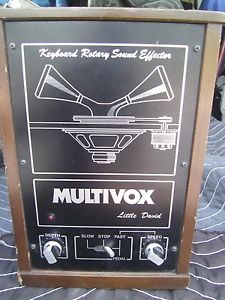 Keyboard Rotary Sound Effector
MULTIVOX
Little David
DEPTH SLOW STOP FAST SPEED
PEDAL